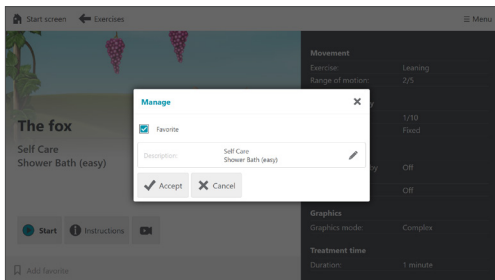 Start screen
Exercises
Menu
The fox
Self Care
Shower Bath (easy)
Start
Instructions
Add favorite
Manage
Favorite
Description:
Self Care
Shower Bath (easy)
Accept
Cancel
Movement
Exercise: Leaning
Range of motion: 2/5
1/10
Fixed
Off
Off
Graphics
Graphics mode: Complex
Treatment time
Duration: 1 minute